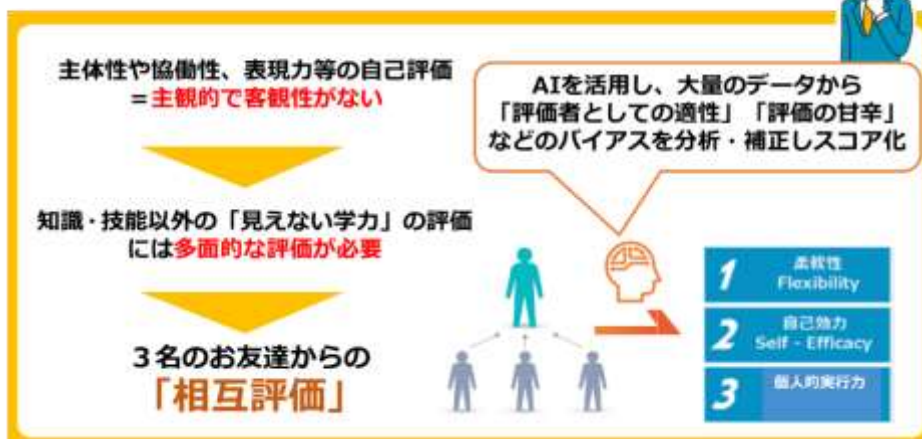 主体性や協働性、表現力等の自己評価
＝主観的で客観性がない
知識・技能以外の「見えない学力」の評価
には多面的な評価が必要
３名のお友達からの
「相互評価」
AIを活用し、大量のデータから
「評価者としての適性」「評価の甘辛」
などのバイアスを分析・補正しスコア化
1 柔軟性
Flexibility
2 自己効力
Self - Efficacy
3 個人的実行力